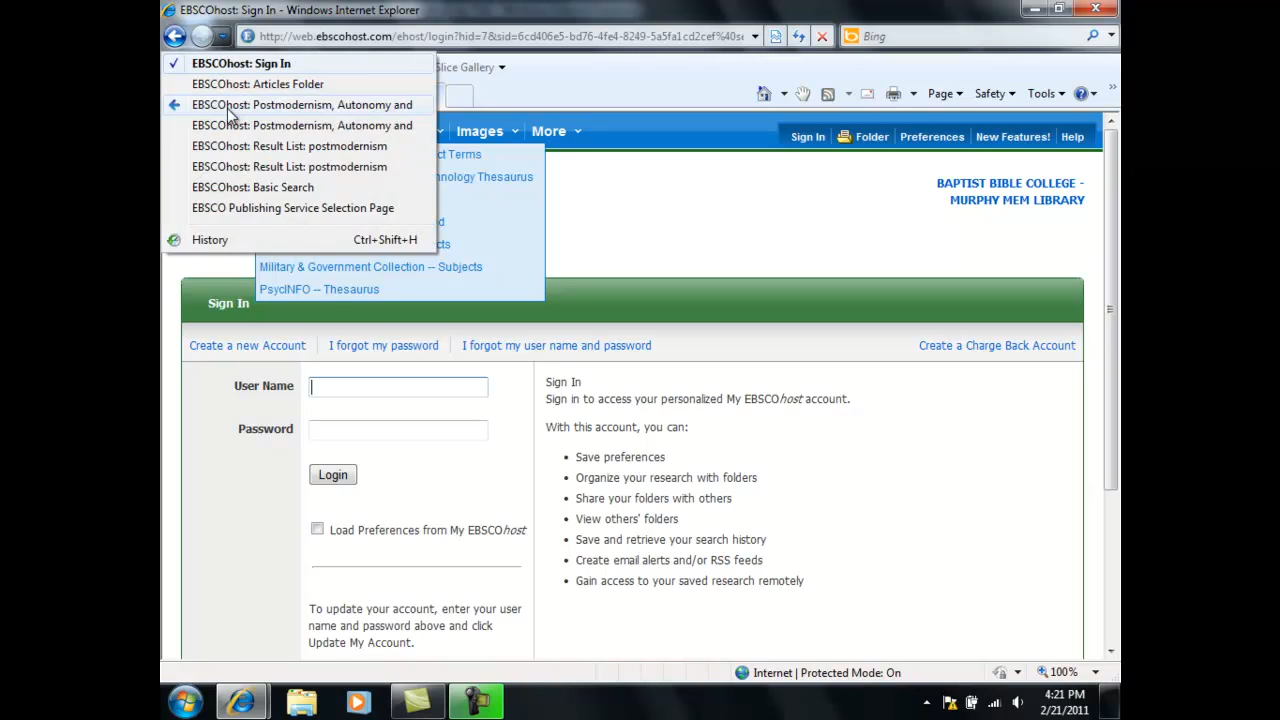 EBSCOhost: Sign In - Windows Internet Explorer
http://web.ebscohost.com/ehost/login?hid=7&sid=6cd406e5-bd76-4fe4-8249-5a5fa1cd2cef%40se
Bing
EBSCOhost: Sign In
EBSCOhost: Articles Folder
EBSCOhost: Postmodernism, Autonomy and
EBSCOhost: Postmodernism, Autonomy and
EBSCOhost: Result List: postmodernism
EBSCOhost: Result List: postmodernism
EBSCOhost: Basic Search
EBSCO Publishing Service Selection Page
History Ctrl+Shift+H
Slice Gallery
Page Safety Tools
Images More
Sign In Folder Preferences New Features! Help
ct Terms
nology Thesaurus
d
cts
Military & Government Collection -- Subjects
PsycINFO -- Thesaurus
BAPTIST BIBLE COLLEGE -
MURPHY MEM LIBRARY
Sign In
Create a new Account I forgot my password I forgot my user name and password Create a Charge Back Account
User Name
Password
Login
Load Preferences from My EBSCOhost
To update your account, enter your user
name and password above and click
Update My Account.
Sign In
Sign in to access your personalized My EBSCOhost account.
With this account, you can:
• Save preferences
• Organize your research with folders
• Share your folders with others
• View others' folders
• Save and retrieve your search history
• Create email alerts and/or RSS feeds
• Gain access to your saved research remotely
Internet | Protected Mode: On
100%
4:21 PM
2/21/2011